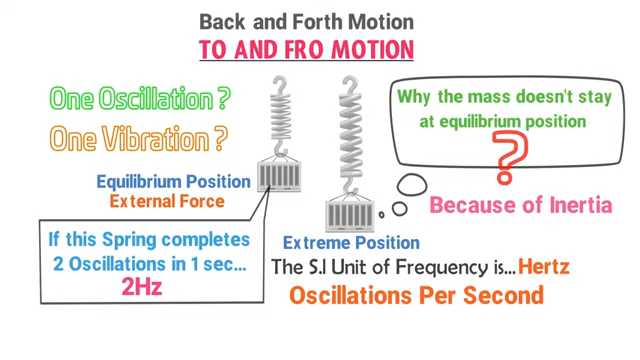 Back and Forth Motion
TO AND FRO MOTION
One Oscillation ?
One Vibration ?
Why the mass doesn't stay
at equilibrium position
?
Because of Inertia
Equilibrium Position
External Force
If this Spring completes
2 Oscillations in 1 sec...
2Hz
Extreme Position
The S.I Unit of Frequency is... Hertz
Oscillations Per Second